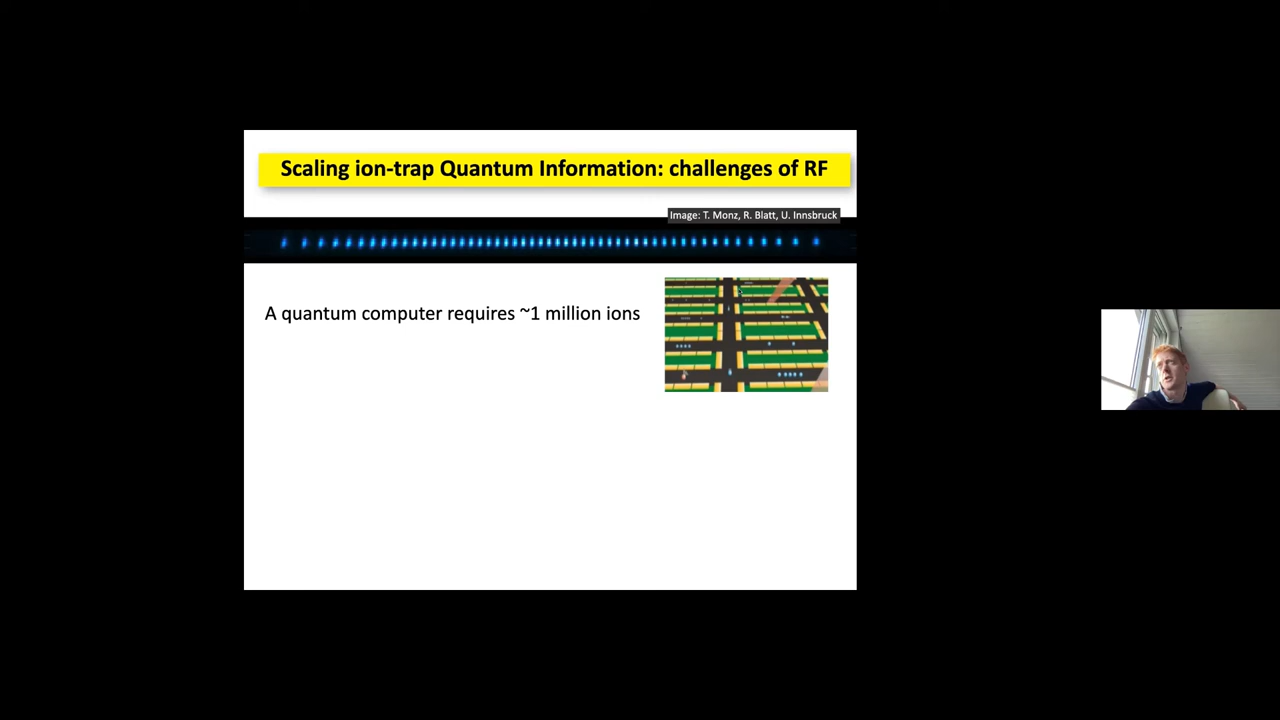 Scaling ion-trap Quantum Information: challenges of RF
Image: T. Monz, R. Blatt, U. Innsbruck
A quantum computer requires ~1 million ions